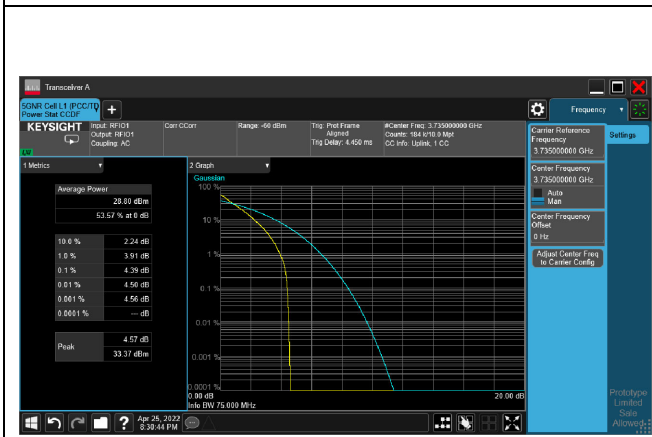 Transceiver A
5GNR Cell L1 (PCC/TD
Power Stat CCDF
+
Frequency
KEYSIGHT
Input: RFIO1
Output: RFIO1
Coupling: AC
Corr CCorr
Range: -60 dBm
Trig: Prot Frame
Aligned
Trig Delay: 4.450 ms
#Center Freq: 3.735000000 GHz
Counts: 184 k/10.0 Mpt
CC Info: Uplink, 1 CC
Carrier Reference
Frequency
3.735000000 GHz
Settings
Center Frequency
3.735000000 GHz
Auto
Man
Center Frequency
Offset
0 Hz
Adjust Center Freq
to Carrier Config
1 Metrics
Average Power
28.80 dBm
53.57 % at 0 dB
10.0 % 2.24 dB
1.0 % 3.91 dB
0.1 % 4.39 dB
0.01 % 4.50 dB
0.001 % 4.56 dB
0.0001 % --- dB
Peak
4.57 dB
33.37 dBm
2 Graph
Gaussian
100 %
10 %
1 %
0.1 %
0.01 %
0.001 %
0.0001 %
0.00 dB
20.00 dB
Info BW 75.000 MHz
Prototype
Limited
Sale
Allowed
?
Apr 25, 2022
8:30:44 PM